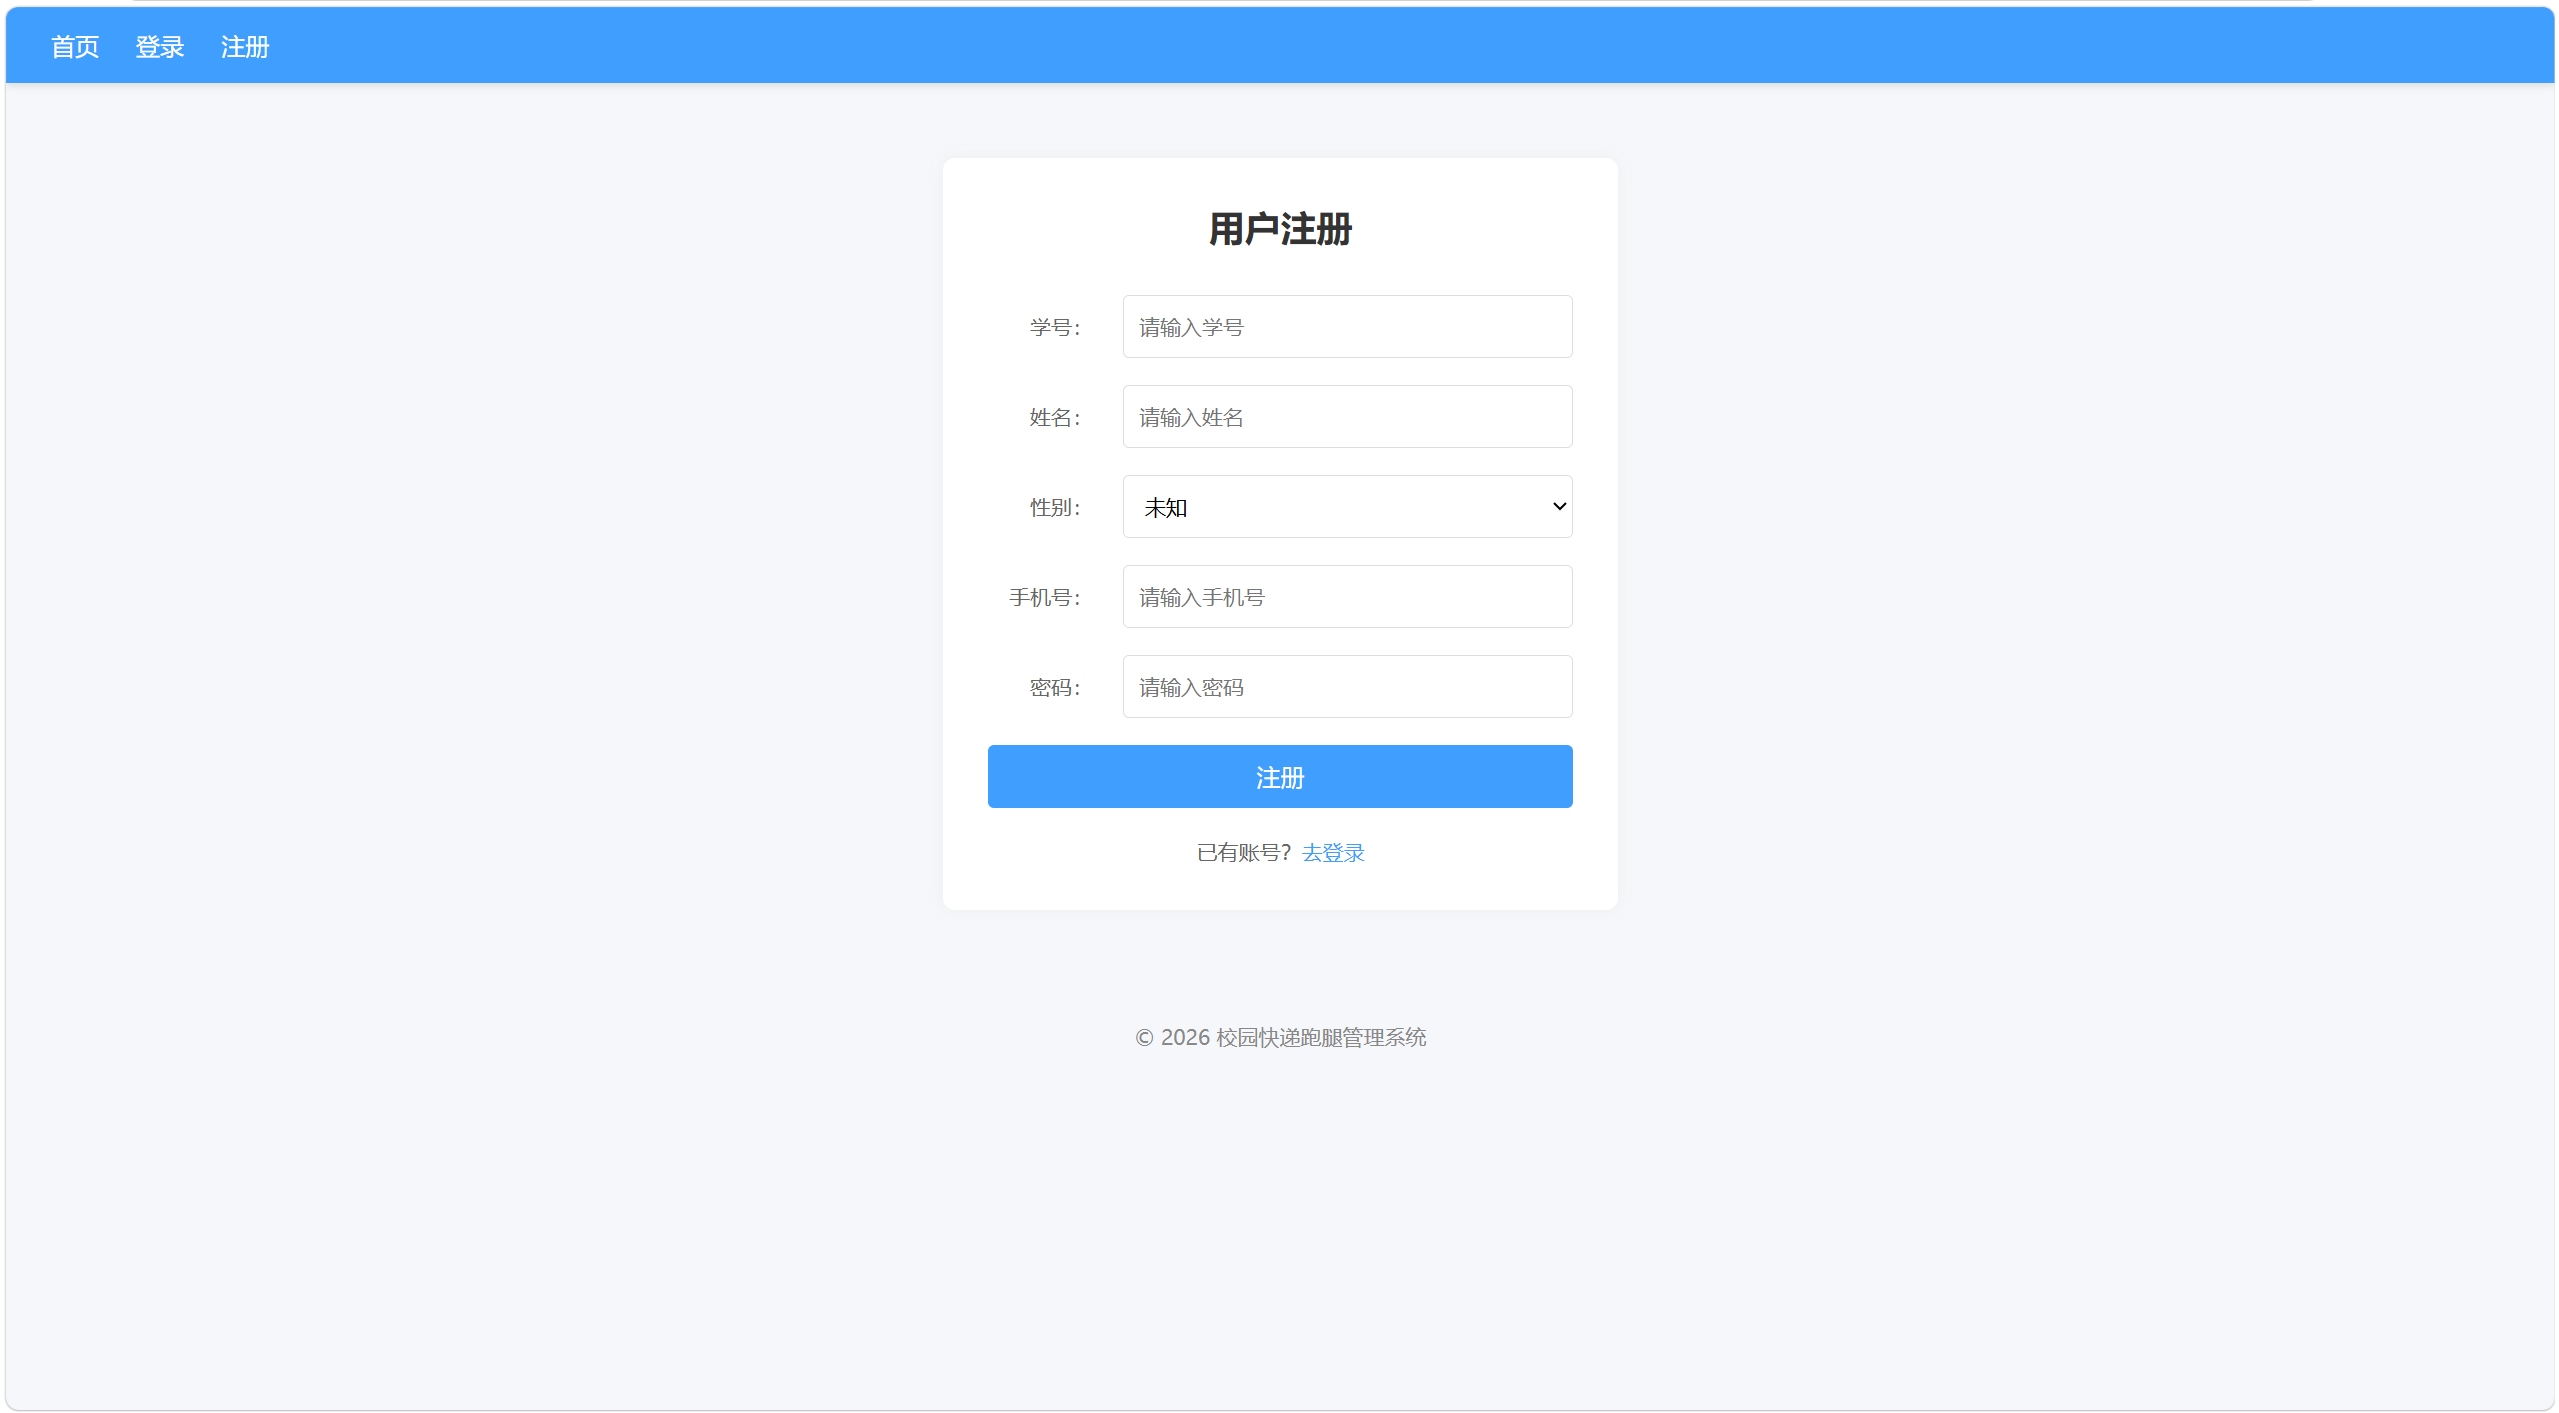 首页 登录 注册
用户注册
学号： 请输入学号
姓名： 请输入姓名
性别： 未知
手机号： 请输入手机号
密码： 请输入密码
注册
已有账号？去登录
© 2026 校园快递跑腿管理系统